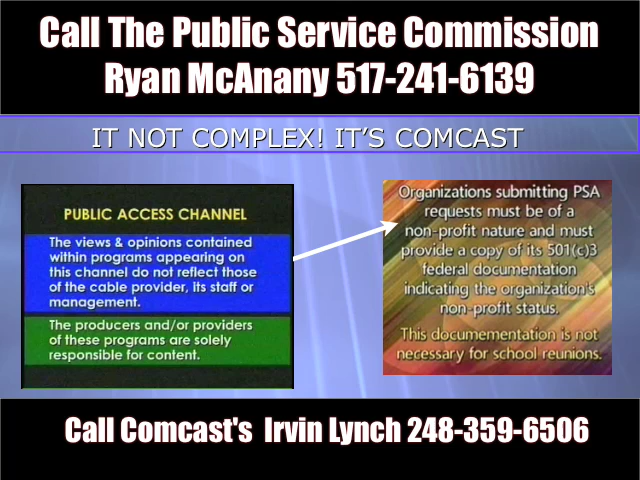 Call The Public Service Commission
Ryan McAnany 517-241-6139
IT NOT COMPLEX! IT'S COMCAST
PUBLIC ACCESS CHANNEL
The views & opinions contained
within programs appearing on
this channel do not reflect those
of the cable provider, its staff or
management.
The producers and/or providers
of these programs are solely
responsible for content.
Organizations submitting PSA
requests must be of a
non-profit nature and must
provide a copy of its 501(c)3
federal documentation
indicating the organization's
non-profit status.
This documementation is not
necessary for school reunions.
Call Comcast's Irvin Lynch 248-359-6506